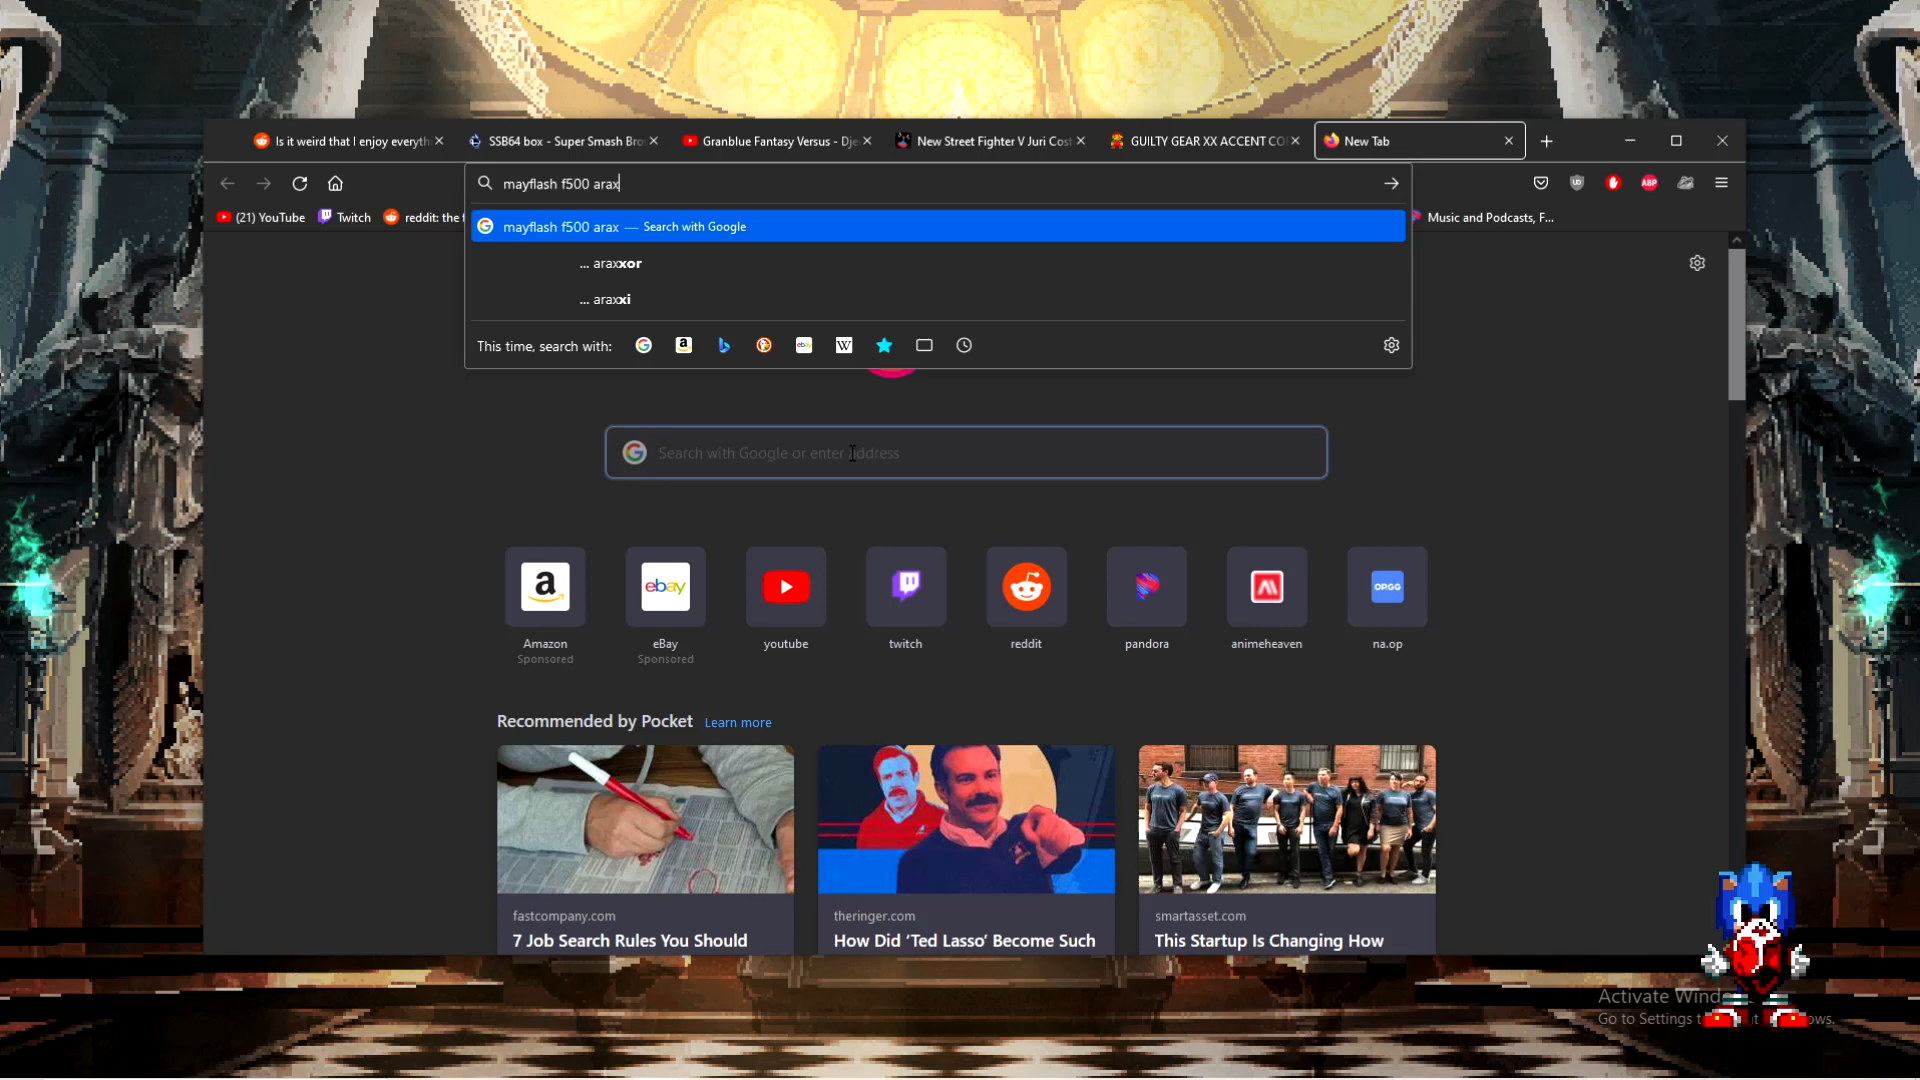 Is it weird that I enjoy everyth
SSB64 box - Super Smash Bro
Granblue Fantasy Versus - Dje
New Street Fighter V Juri Cost
GUILTY GEAR XX ACCENT CO
New Tab
mayflash f500 arax
(21) YouTube
Twitch
reddit: the f
Music and Podcasts, F...
mayflash f500 arax — Search with Google
... araxxor
... araxxi
This time, search with:
Search with Google or enter address
a
ebay
OP.GG
Amazon
Sponsored
eBay
Sponsored
youtube
twitch
reddit
pandora
animeheaven
na.op
Recommended by Pocket
Learn more
fastcompany.com
7 Job Search Rules You Should
theringer.com
How Did ‘Ted Lasso’ Become Such
smartasset.com
This Startup Is Changing How
Activate Windo
Go to Settings t
ows.